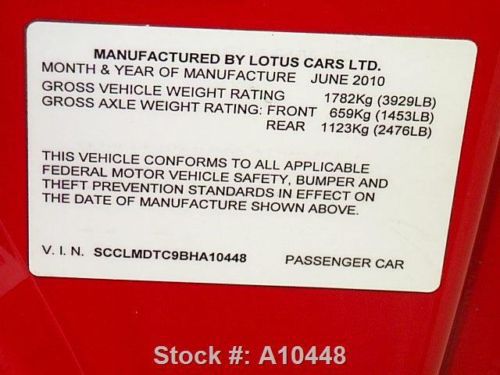 MANUFACTURED BY LOTUS CARS LTD.
MONTH & YEAR OF MANUFACTURE JUNE 2010
GROSS VEHICLE WEIGHT RATING 1782Kg (3929LB)
GROSS AXLE WEIGHT RATING: FRONT 659Kg (1453LB)
REAR 1123Kg (2476LB)
THIS VEHICLE CONFORMS TO ALL APPLICABLE
FEDERAL MOTOR VEHICLE SAFETY, BUMPER AND
THEFT PREVENTION STANDARDS IN EFFECT ON
THE DATE OF MANUFACTURE SHOWN ABOVE.
V. I. N. SCCLMDTC9BHA10448 PASSENGER CAR
Stock #: A10448